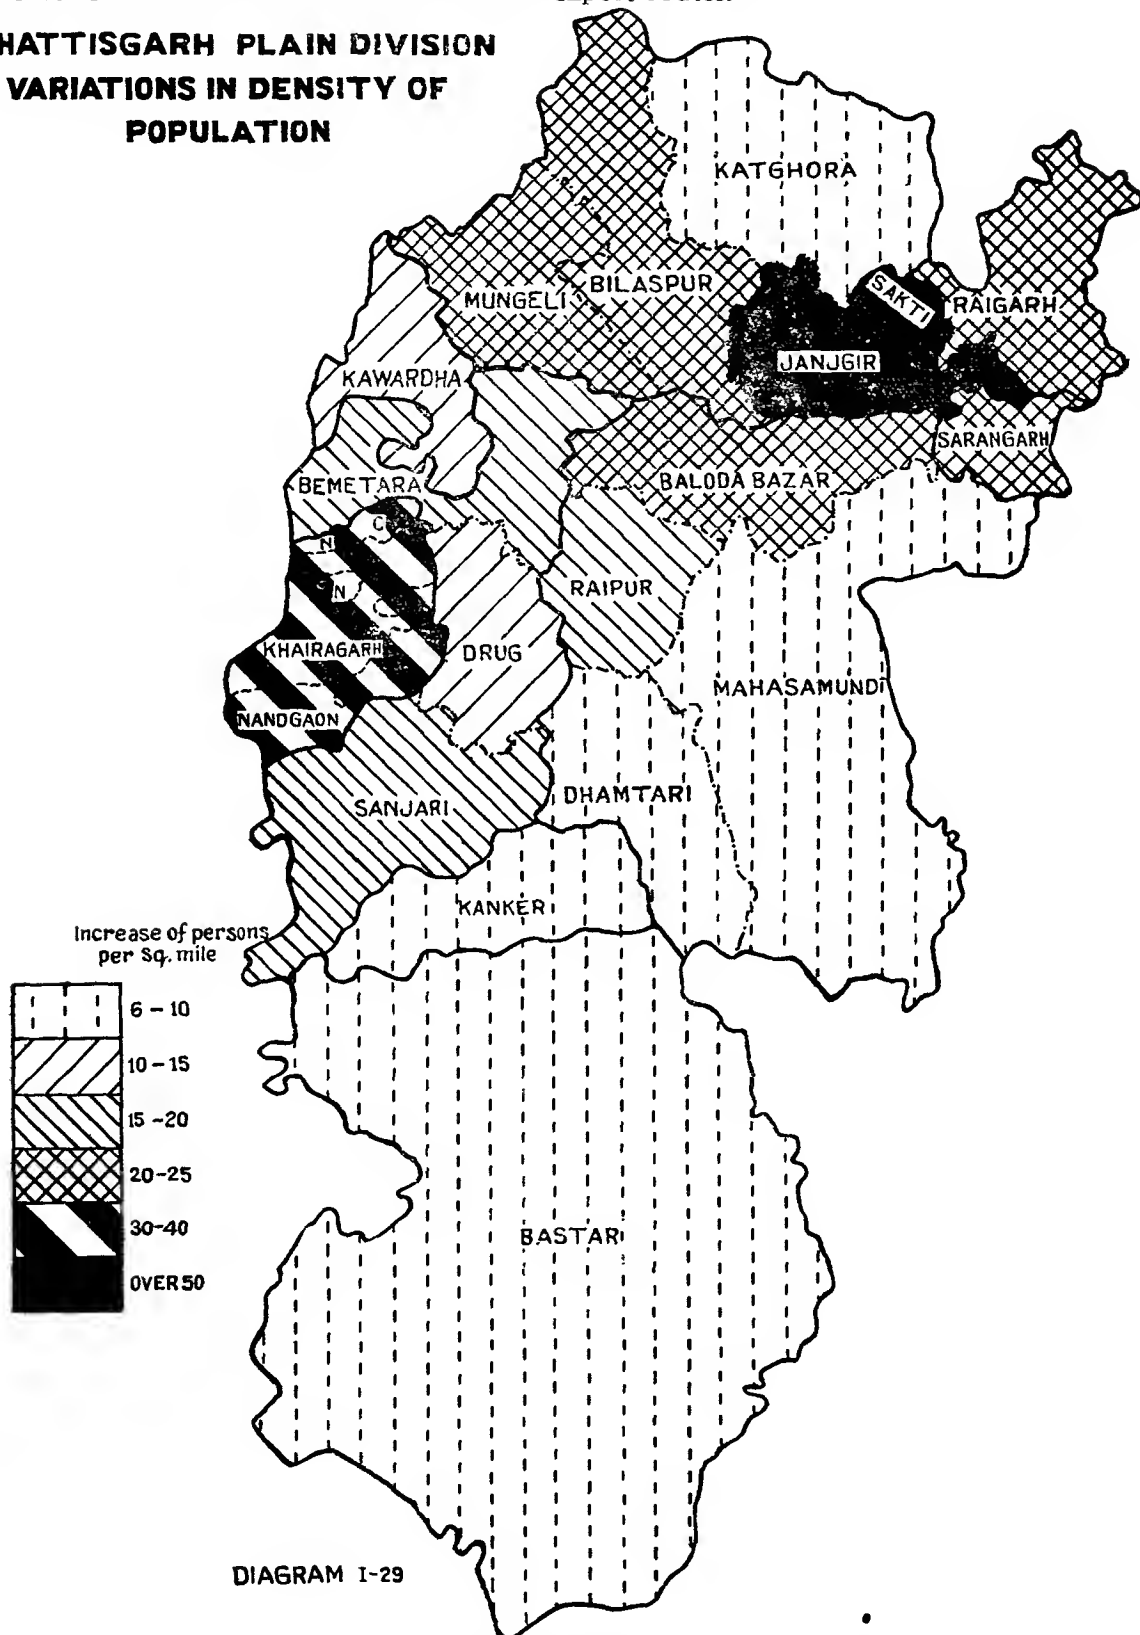 HATTISGARH PLAIN DIVISION
VARIATIONS IN DENSITY OF
POPULATION
KATGHORA
BILASPUR
MUNGELI
SAKTI
RAIGARH
JANJGIR
KAWARDHA
SARANGARH
BEMETARA
BALODA BAZAR
C
N
N
C
RAIPUR
KHAIRAGARH
DRUG
MAHASAMUND
NANDGAON
SANJARI
DHAMTARI
KANKER
Increase of persons
per Sq. mile
6 - 10
10 - 15
15 - 20
20 - 25
30-40
OVER 50
BASTAR
DIAGRAM I-29